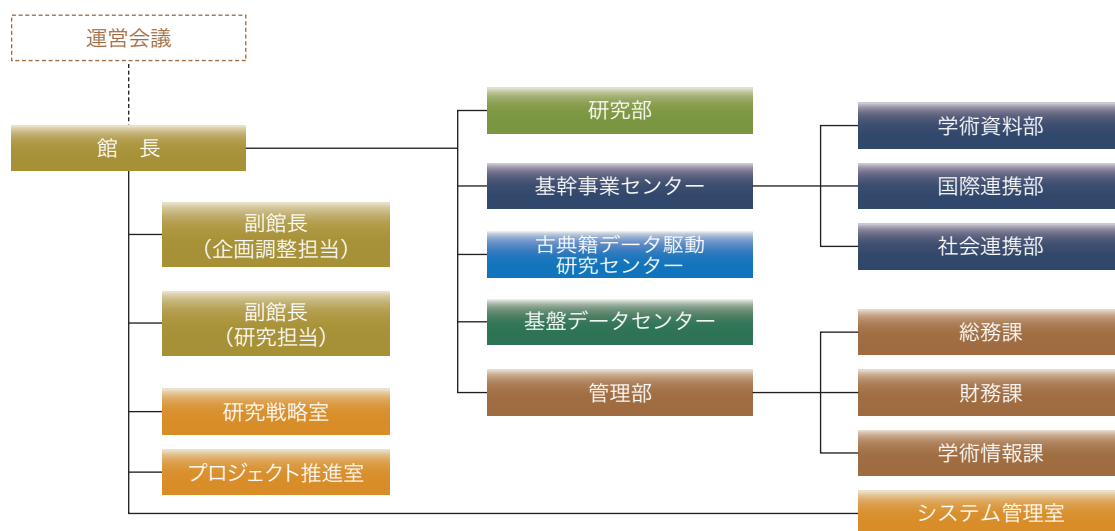 運営会議
館　長
副館長
（企画調整担当）
副館長
（研究担当）
研究戦略室
プロジェクト推進室
研究部
基幹事業センター
古典籍データ駆動
研究センター
基盤データセンター
管理部
学術資料部
国際連携部
社会連携部
総務課
財務課
学術情報課
システム管理室